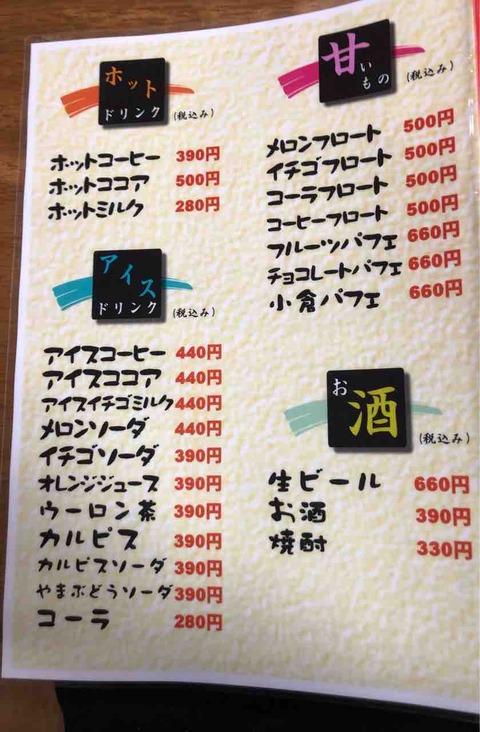 ホット
ドリンク
(税込み)
ホットコーヒー 390円
ホットココア 500円
ホットミルク 280円
アイス
ドリンク
(税込み)
アイスコーヒー 440円
アイスココア 440円
アイスイチゴミルク 440円
メロンソーダ 440円
イチゴソーダ 390円
オレンジジュース 390円
ウーロン茶 390円
カルピス 390円
カルピスソーダ 390円
やまぶどうソーダ 390円
コーラ 280円
甘いもの
(税込み)
メロンフロート 500円
イチゴフロート 500円
コーラフロート 500円
コーヒーフロート 500円
フルーツパフェ 660円
チョコレートパフェ 660円
小倉パフェ 660円
お酒
(税込み)
生ビール 660円
お酒 390円
焼酎 330円